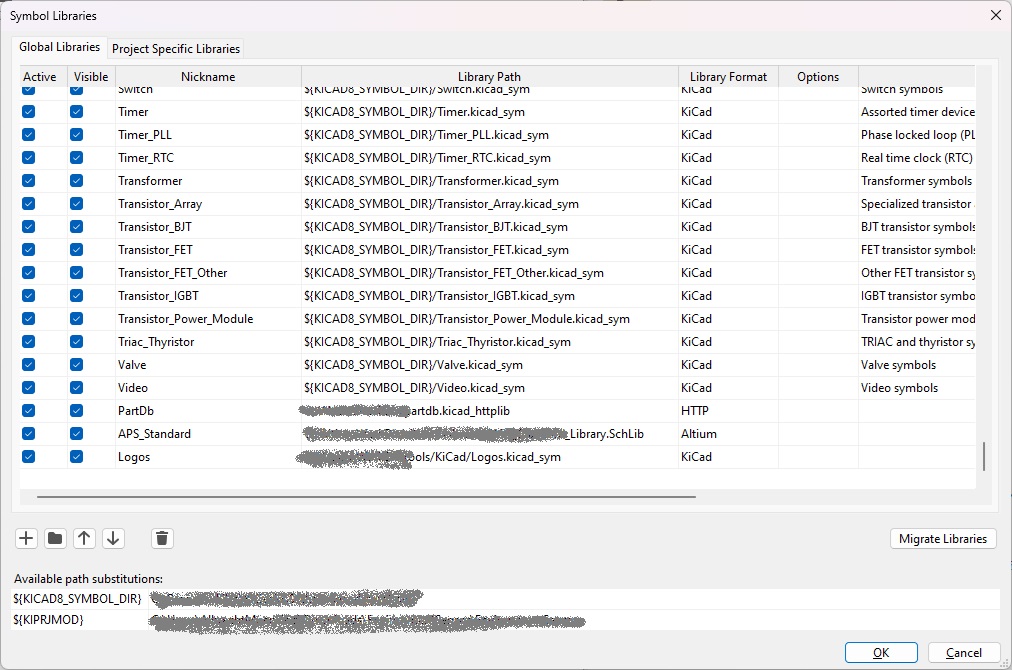 Symbol Libraries
Global Libraries Project Specific Libraries
Active Visible Nickname Library Path Library Format Options
Switch ${KICAD8_SYMBOL_DIR}/Switch.kicad_sym KiCad Switch symbols
Timer ${KICAD8_SYMBOL_DIR}/Timer.kicad_sym KiCad Assorted timer device
Timer_PLL ${KICAD8_SYMBOL_DIR}/Timer_PLL.kicad_sym KiCad Phase locked loop (PL
Timer_RTC ${KICAD8_SYMBOL_DIR}/Timer_RTC.kicad_sym KiCad Real time clock (RTC)
Transformer ${KICAD8_SYMBOL_DIR}/Transformer.kicad_sym KiCad Transformer symbols
Transistor_Array ${KICAD8_SYMBOL_DIR}/Transistor_Array.kicad_sym KiCad Specialized transistor
Transistor_BJT ${KICAD8_SYMBOL_DIR}/Transistor_BJT.kicad_sym KiCad BJT transistor symbols
Transistor_FET ${KICAD8_SYMBOL_DIR}/Transistor_FET.kicad_sym KiCad FET transistor symbols
Transistor_FET_Other ${KICAD8_SYMBOL_DIR}/Transistor_FET_Other.kicad_sym KiCad Other FET transistor sy
Transistor_IGBT ${KICAD8_SYMBOL_DIR}/Transistor_IGBT.kicad_sym KiCad IGBT transistor symbo
Transistor_Power_Module ${KICAD8_SYMBOL_DIR}/Transistor_Power_Module.kicad_sym KiCad Transistor power mod
Triac_Thyristor ${KICAD8_SYMBOL_DIR}/Triac_Thyristor.kicad_sym KiCad TRIAC and thyristor sy
Valve ${KICAD8_SYMBOL_DIR}/Valve.kicad_sym KiCad Valve symbols
Video ${KICAD8_SYMBOL_DIR}/Video.kicad_sym KiCad Video symbols
PartDb artdb.kicad_httplib HTTP
APS_Standard _Library.SchLib Altium
Logos ools/KiCad/Logos.kicad_sym KiCad
Migrate Libraries
Available path substitutions:
${KICAD8_SYMBOL_DIR}
${KIPRJMOD}
OK Cancel